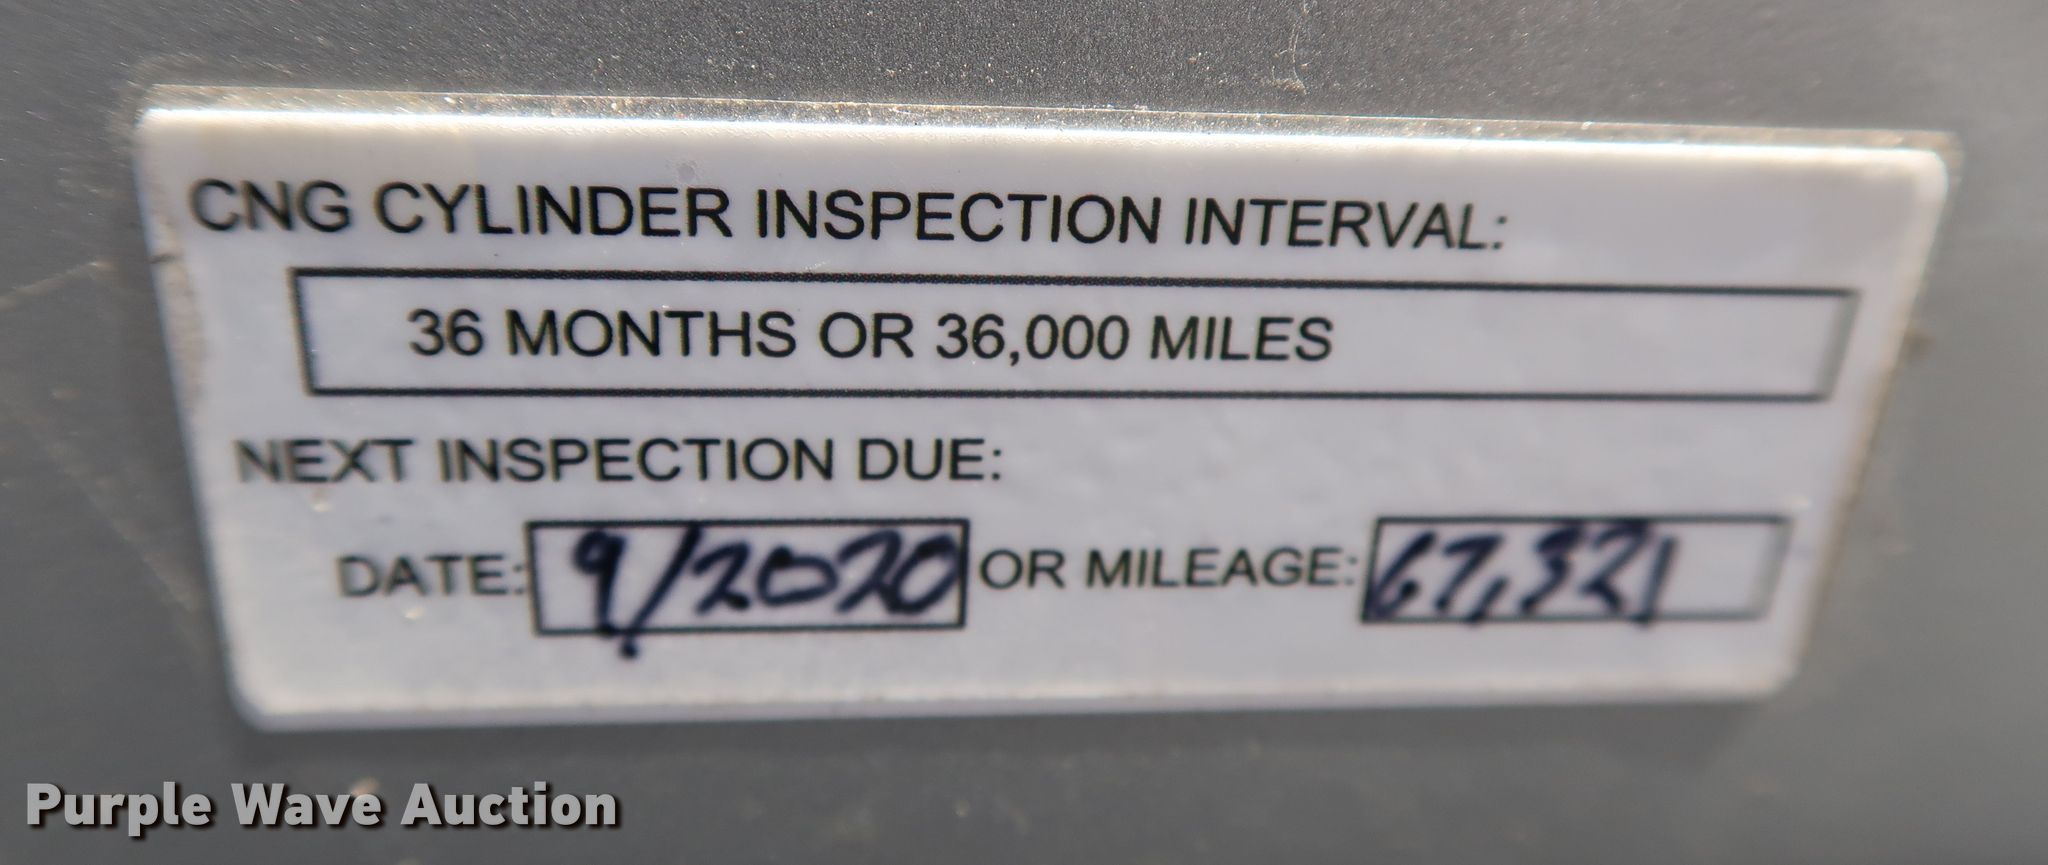 CNG CYLINDER INSPECTION INTERVAL:
36 MONTHS OR 36,000 MILES
NEXT INSPECTION DUE:
DATE: 9/2020 OR MILEAGE: 67,321
Purple Wave Auction